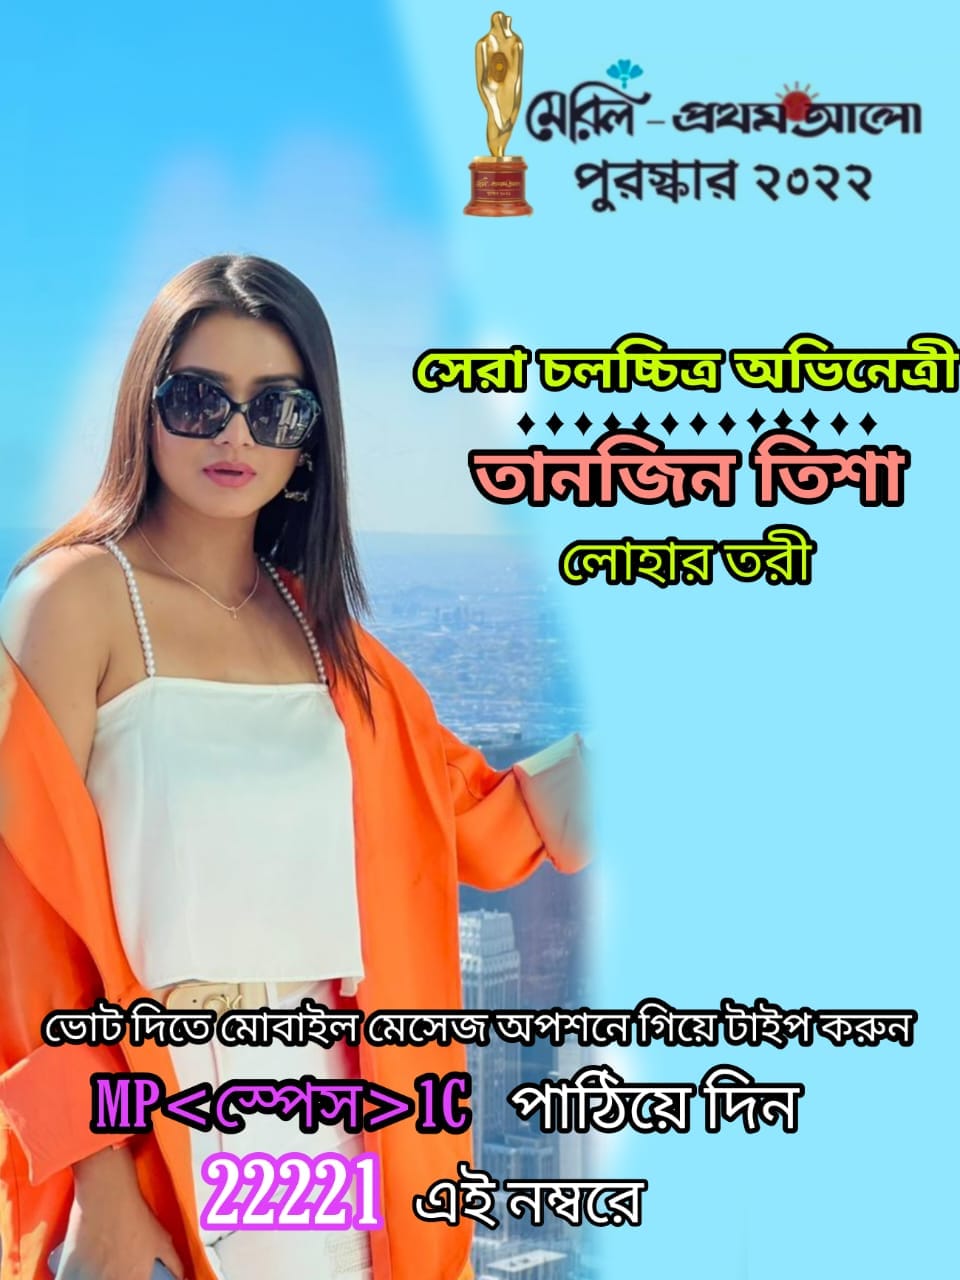 মেরিল - প্রথম আলো
পুরস্কার ২০২২
সেরা চলচ্চিত্র অভিনেত্রী
তানজিন তিশা
লোহার তরী
ভোট দিতে মোবাইল মেসেজ অপশনে গিয়ে টাইপ করুন
MP<স্পেস>1C পাঠিয়ে দিন
22221 এই নম্বরে